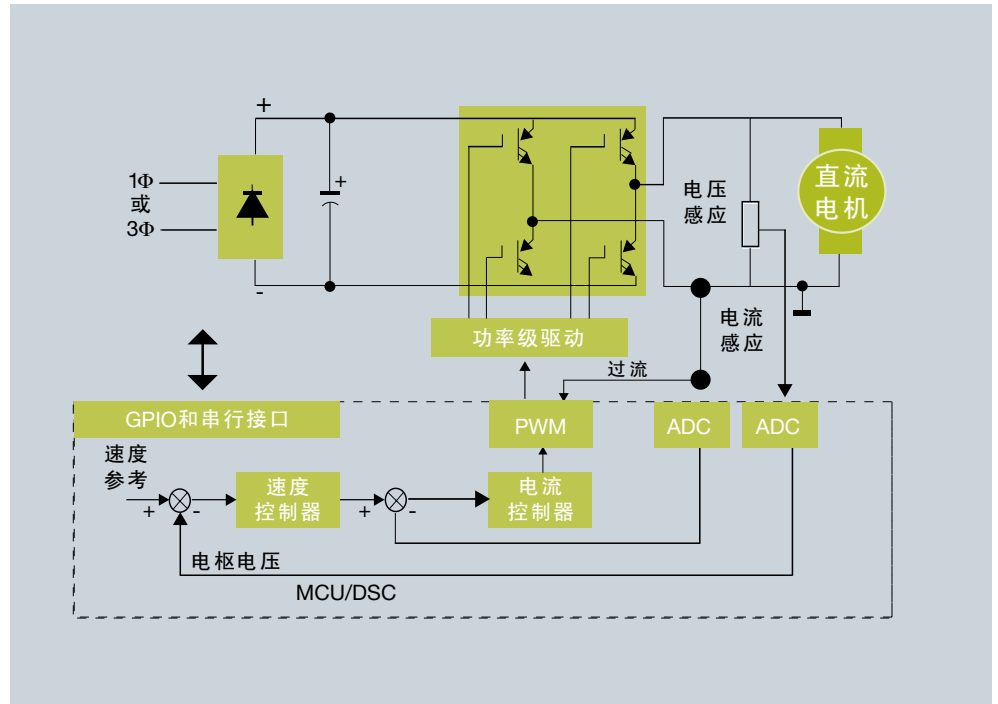 +
+
1Φ
或
3Φ
-
电压
感应
直流
电机
电流
感应
功率级驱动
过流
GPIO和串行接口
PWM
ADC
ADC
速度
参考
速度
控制器
电流
控制器
+
-
+
-
电枢电压
MCU/DSC